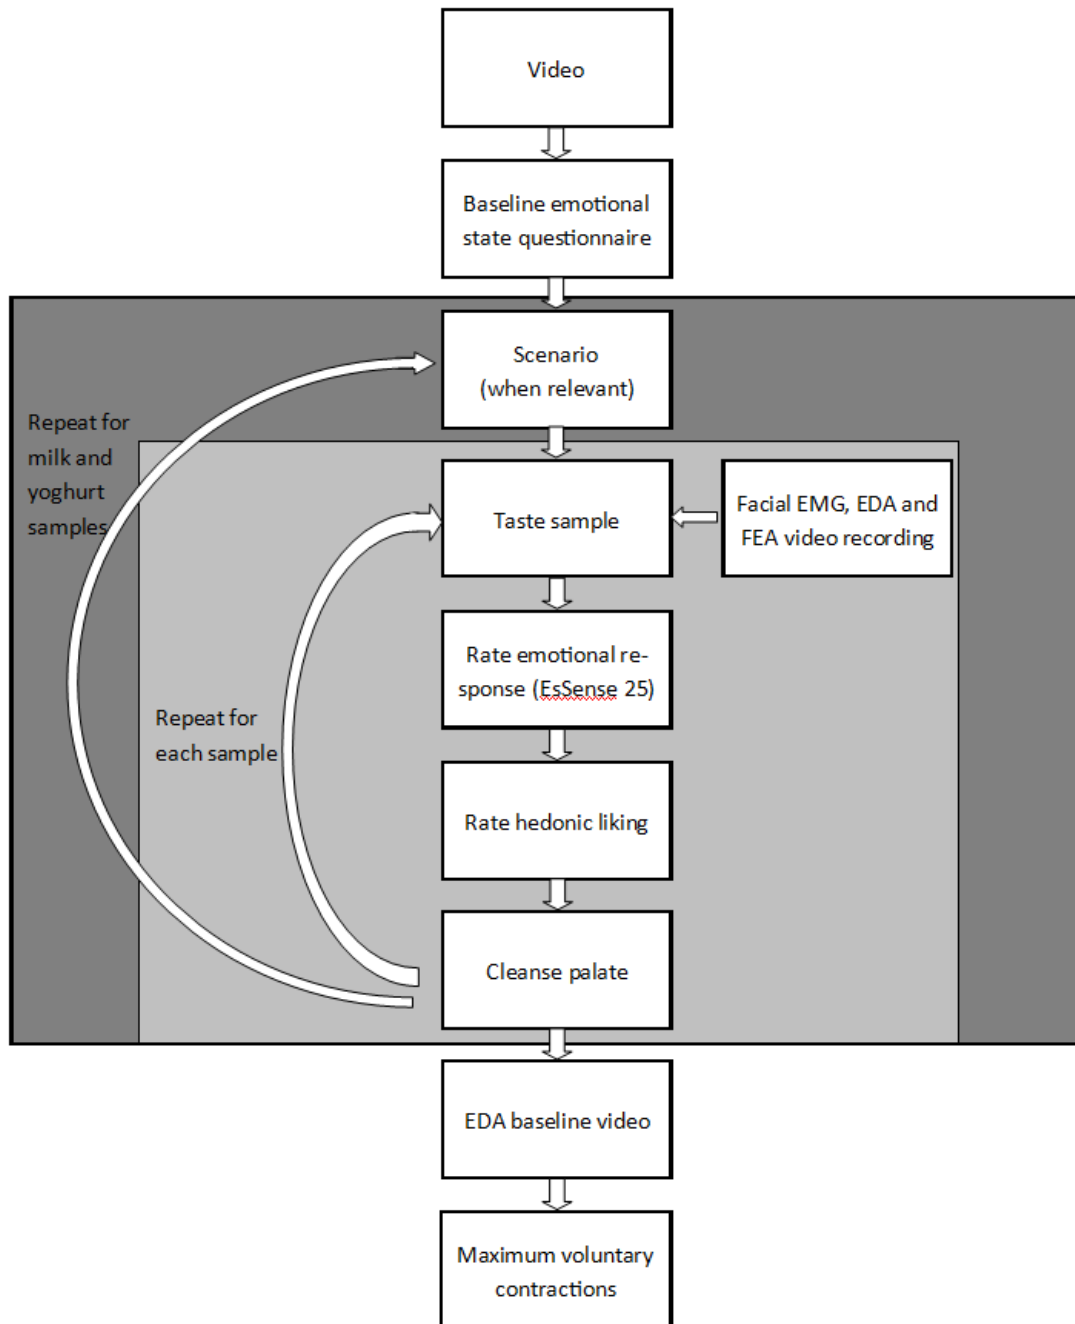 Video
Baseline emotional
state questionnaire
Scenario
(when relevant)
Repeat for
milk and
yoghurt
samples
Taste sample
Facial EMG, EDA and
FEA video recording
Rate emotional re-
sponse (EsSense 25)
Repeat for
each sample
Rate hedonic liking
Cleanse palate
EDA baseline video
Maximum voluntary
contractions